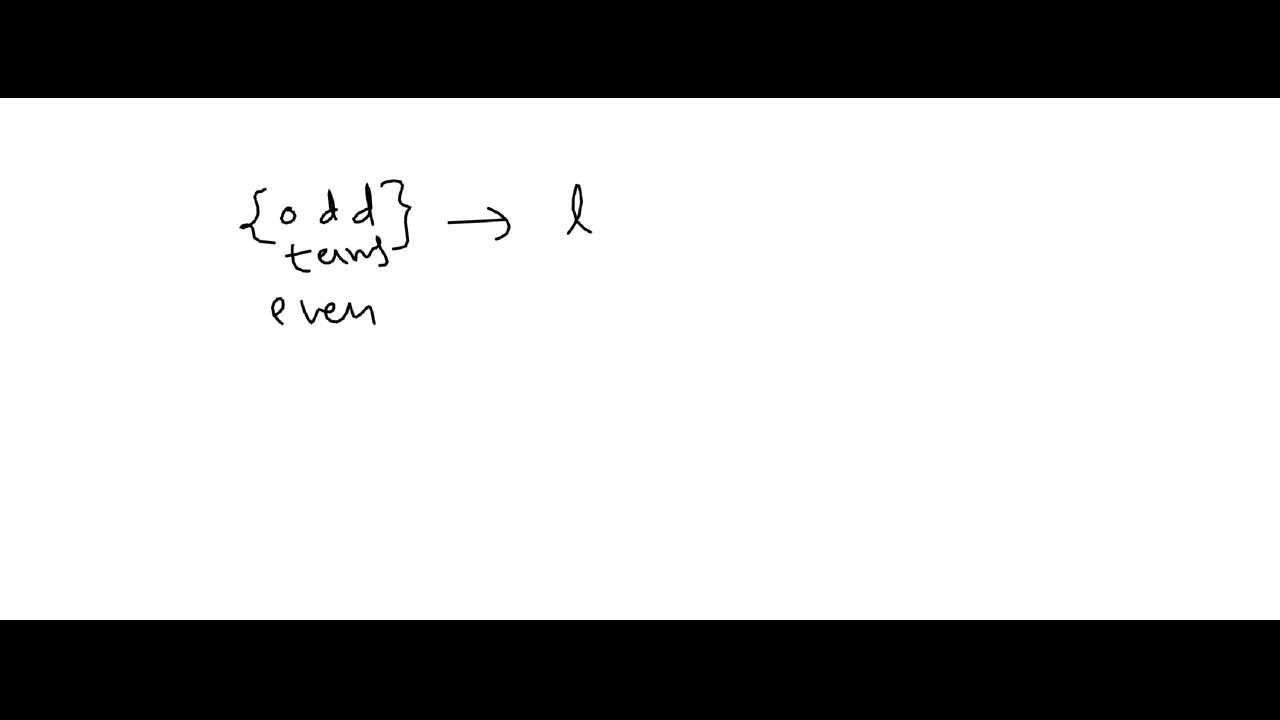 {odd} → l
terms
even